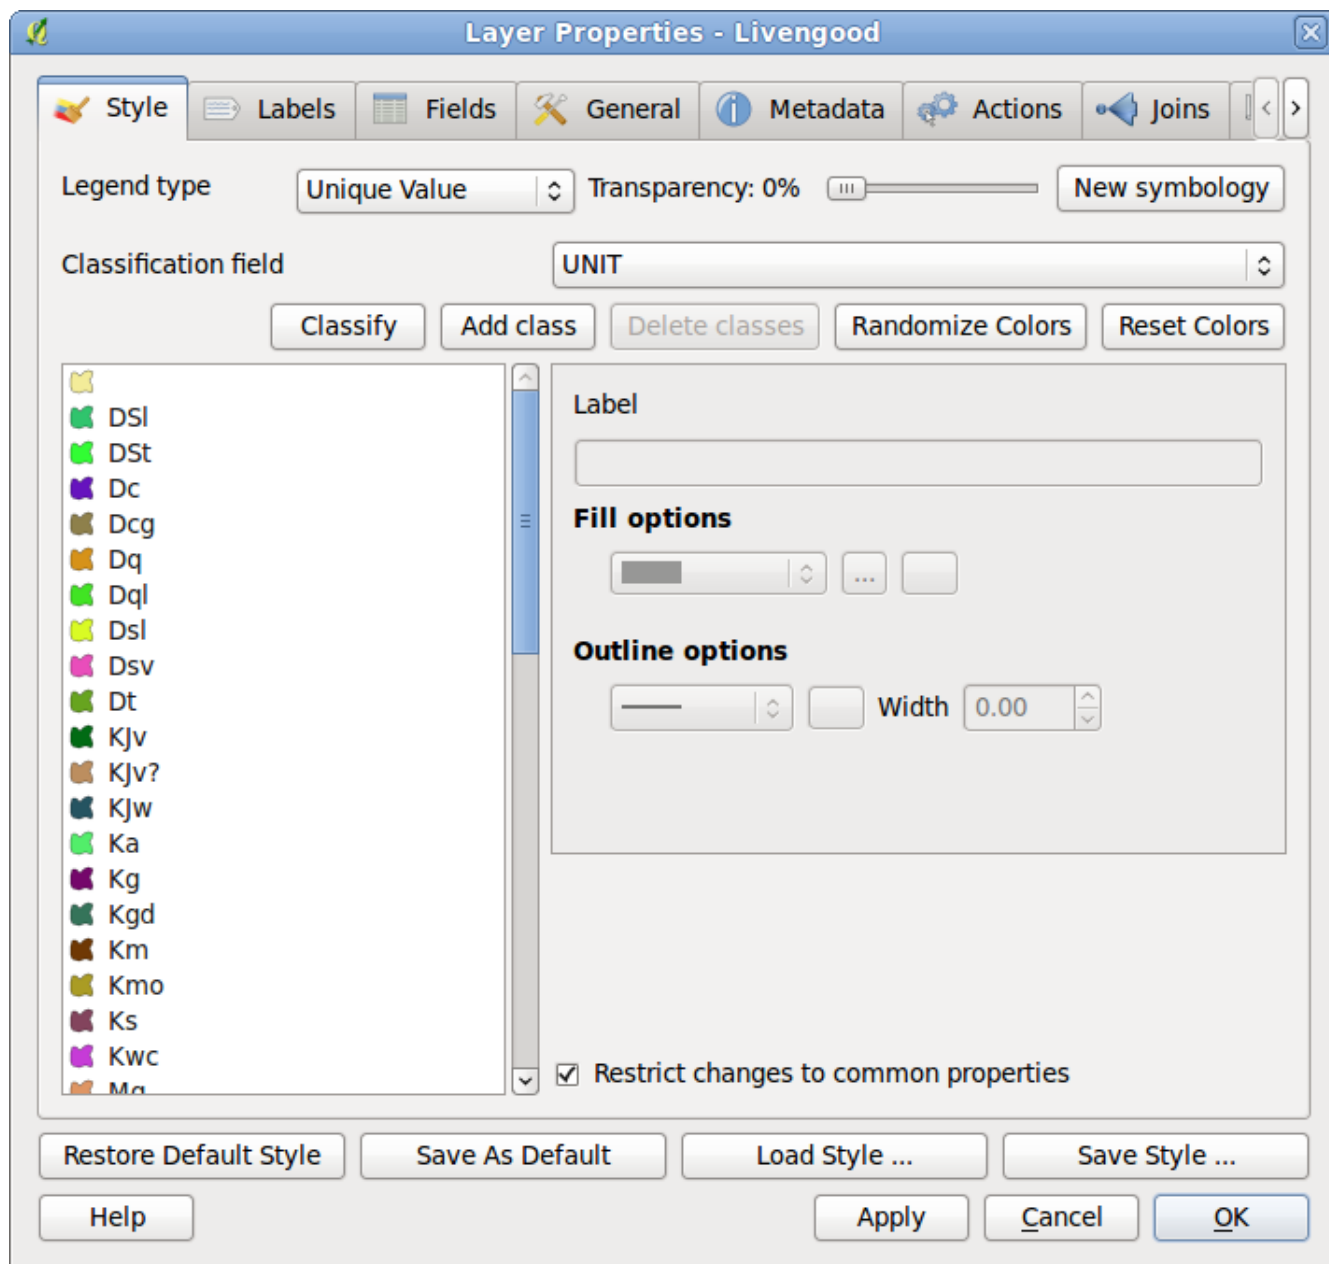 Layer Properties - Livengood
Style Labels Fields General Metadata Actions Joins
Legend type Unique Value Transparency: 0% New symbology
Classification field UNIT
Classify Add class Delete classes Randomize Colors Reset Colors
DSl
DSt
Dc
Dcg
Dq
Dql
Dsl
Dsv
Dt
KJv
KJv?
KJw
Ka
Kg
Kgd
Km
Kmo
Ks
Kwc
Label
Fill options
...
Outline options
Width 0.00
Restrict changes to common properties
Restore Default Style Save As Default Load Style ... Save Style ...
Help Apply Cancel OK